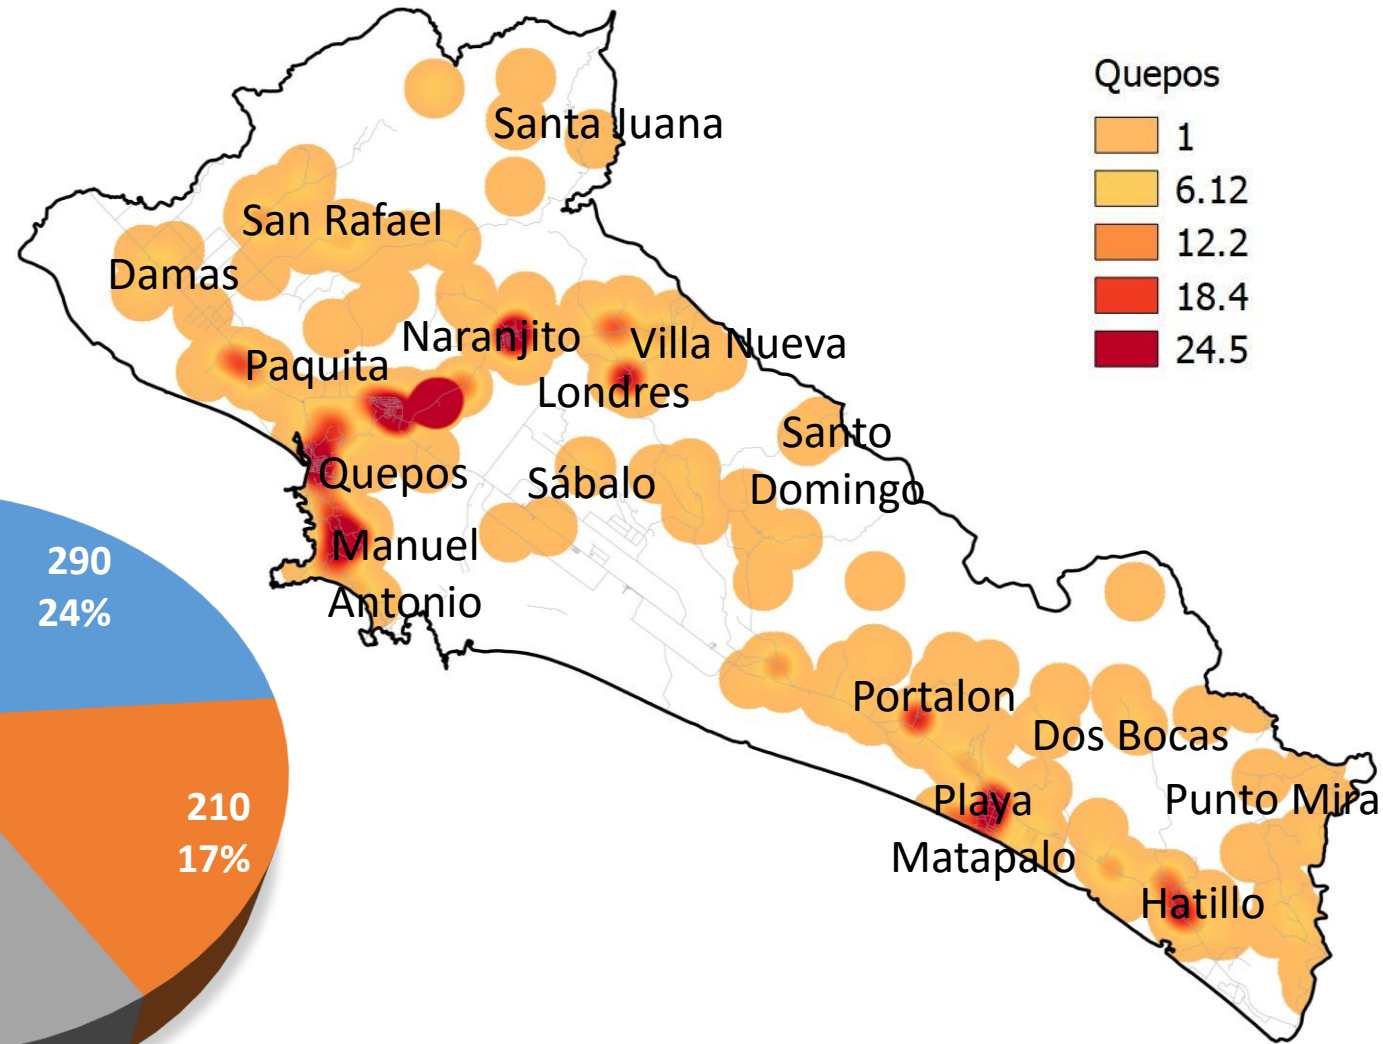 Quepos
1
6.12
12.2
18.4
24.5
Santa Juana
San Rafael
Damas
Naranjito
Villa Nueva
Paquita
Londres
Santo
Domingo
Quepos
Sábalo
Manuel
Antonio
290
24%
210
17%
Portalon
Dos Bocas
Playa
Matapalo
Punto Mira
Hatillo